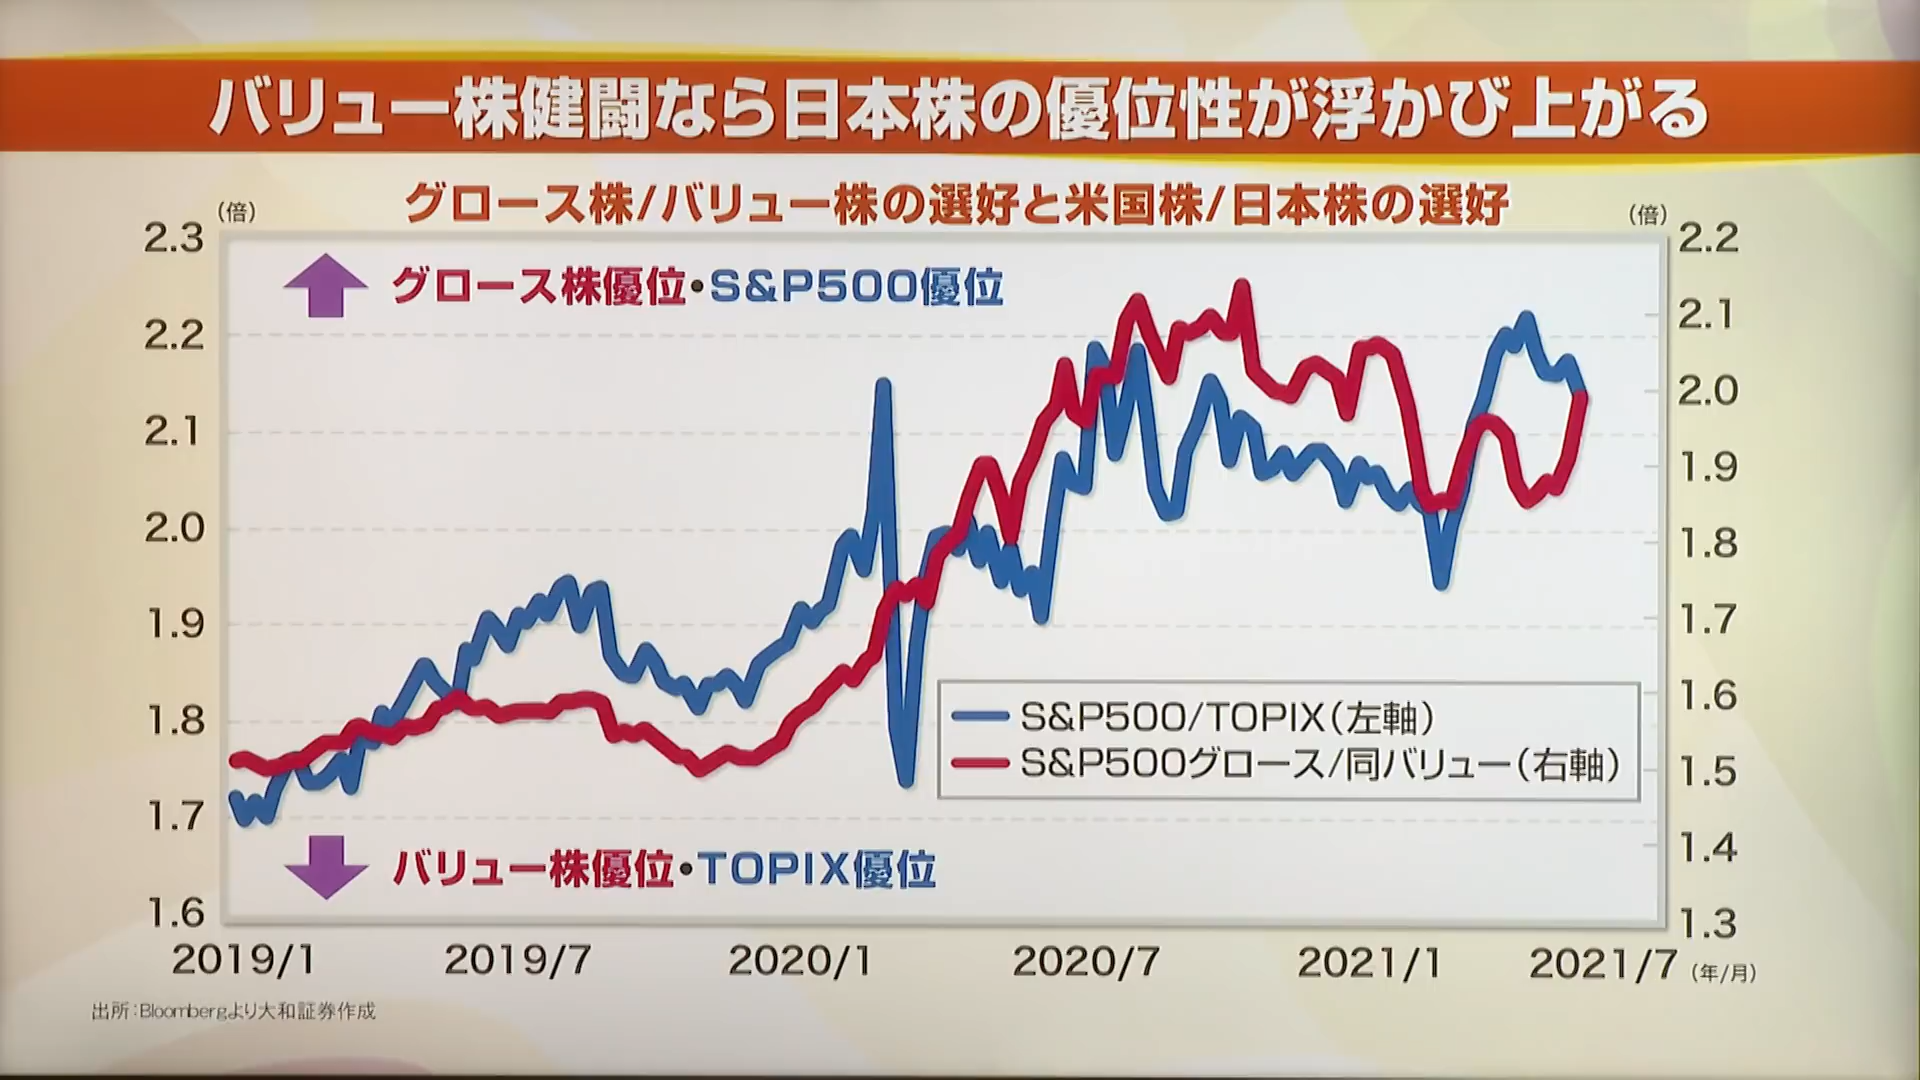 バリュー株健闘なら日本株の優位性が浮かび上がる
グロース株/バリュー株の選好と米国株/日本株の選好
(倍)
(倍)
2.3
2.2
2.1
2.0
1.9
1.8
1.7
1.6
グロース株優位・S&P500優位
S&P500/TOPIX(左軸)
S&P500グロース/同バリュー(右軸)
バリュー株優位・TOPIX優位
2.2
2.1
2.0
1.9
1.8
1.7
1.6
1.5
1.4
1.3
2019/1 2019/7 2020/1 2020/7 2021/1 2021/7 (年/月)
出所:Bloombergより大和証券作成